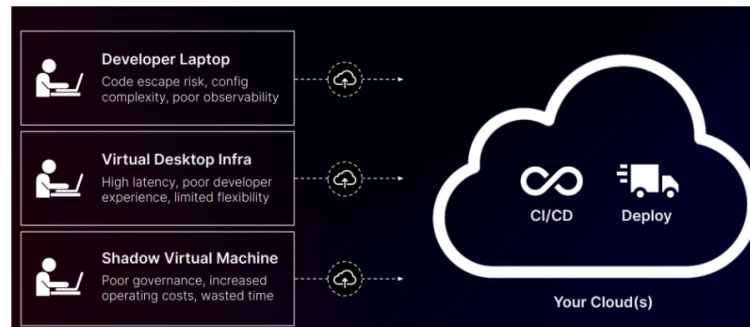 Developer Laptop
Code escape risk, config
complexity, poor observability
Virtual Desktop Infra
High latency, poor developer
experience, limited flexibility
Shadow Virtual Machine
Poor governance, increased
operating costs, wasted time
CI/CD
Deploy
Your Cloud(s)